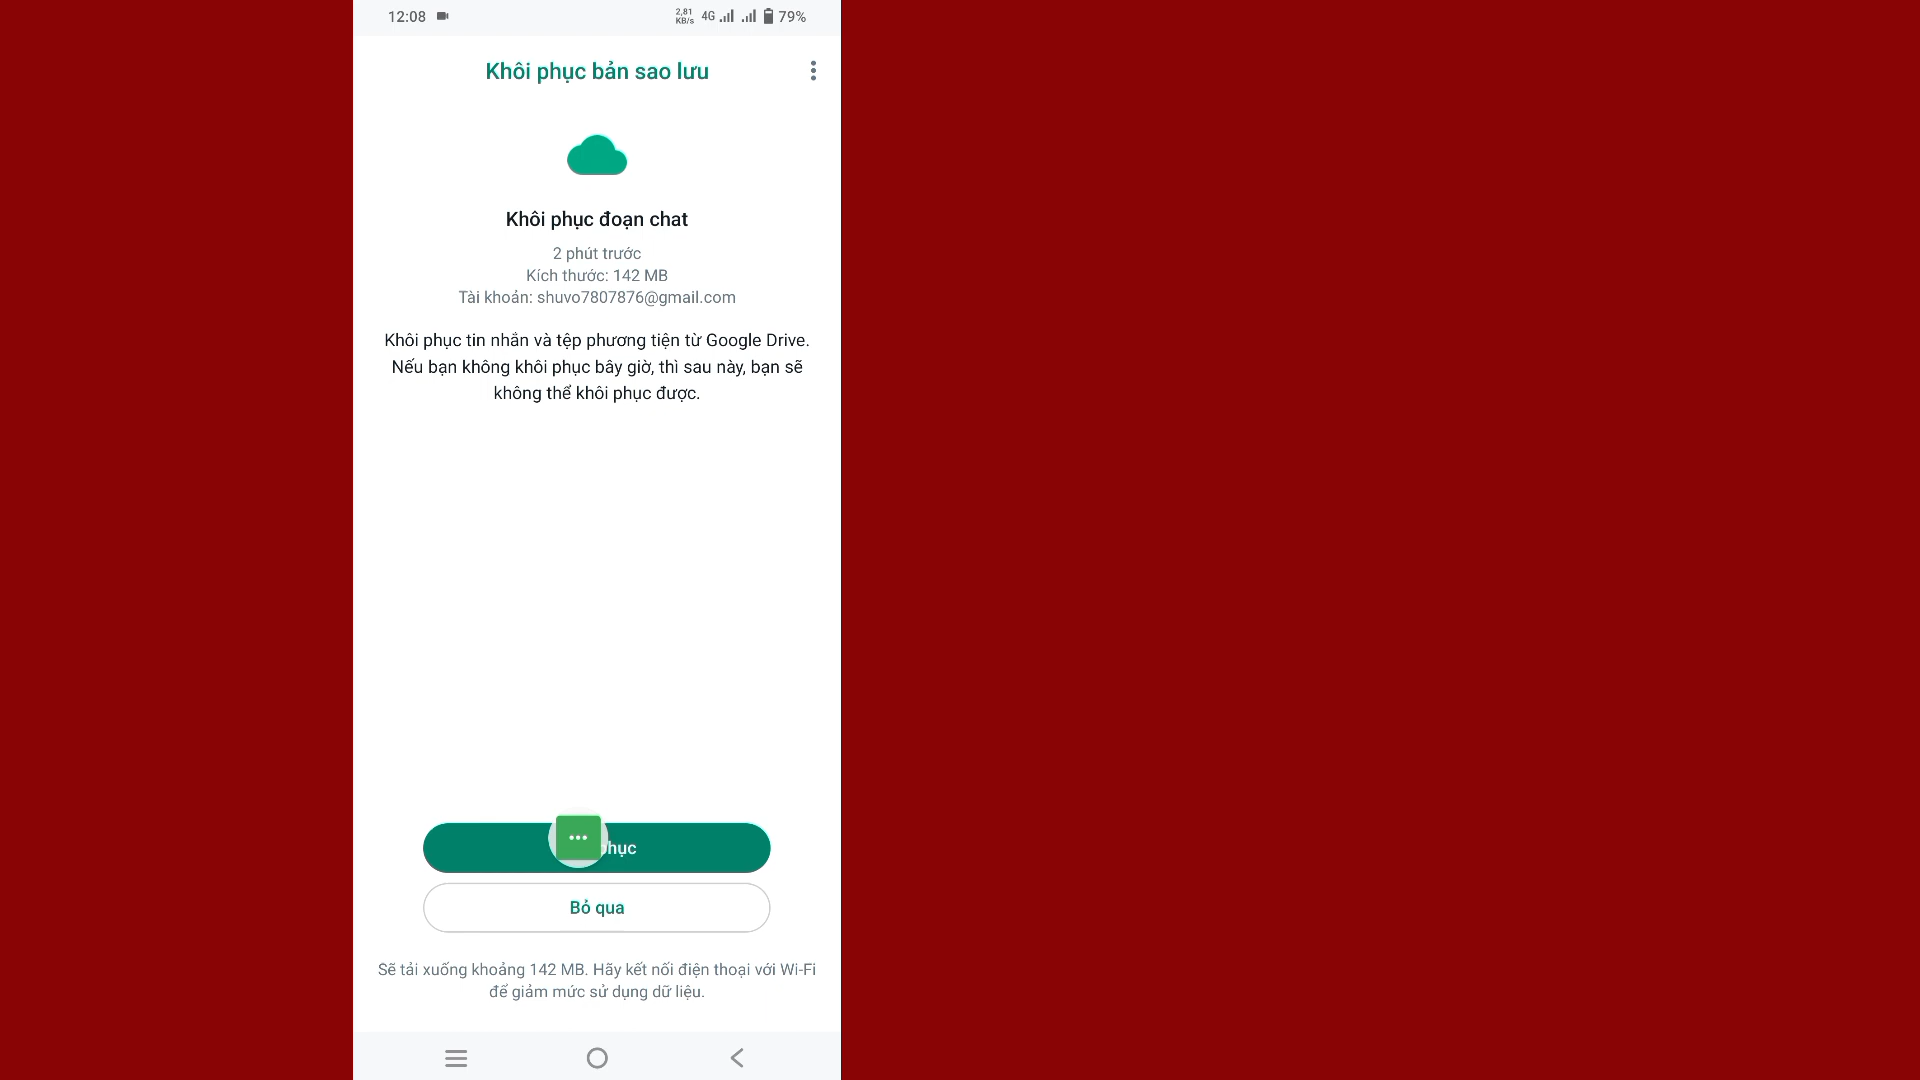 12:08
2,81
KB/s
4G
79%
Khôi phục bản sao lưu
Khôi phục đoạn chat
2 phút trước
Kích thước: 142 MB
Tài khoản: shuvo7807876@gmail.com
Khôi phục tin nhắn và tệp phương tiện từ Google Drive.
Nếu bạn không khôi phục bây giờ, thì sau này, bạn sẽ
không thể khôi phục được.
Bỏ qua
Sẽ tải xuống khoảng 142 MB. Hãy kết nối điện thoại với Wi-Fi
để giảm mức sử dụng dữ liệu.